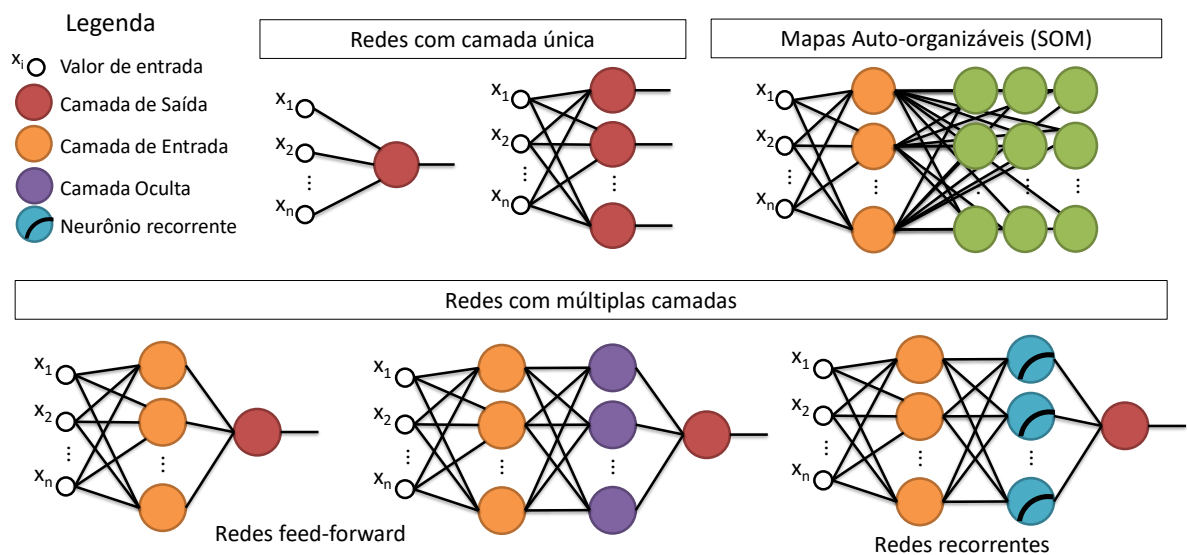 Legenda
xi Valor de entrada
Camada de Saída
Camada de Entrada
Camada Oculta
Neurônio recorrente
Redes com camada única
x1
x2
...
xn
x1
x2
...
xn
...
Mapas Auto-organizáveis (SOM)
x1
x2
...
xn
...
... ... ...
Redes com múltiplas camadas
x1
x2
...
xn
...
x1
x2
...
xn
...
...
Redes feed-forward
x1
x2
...
xn
...
...
Redes recorrentes